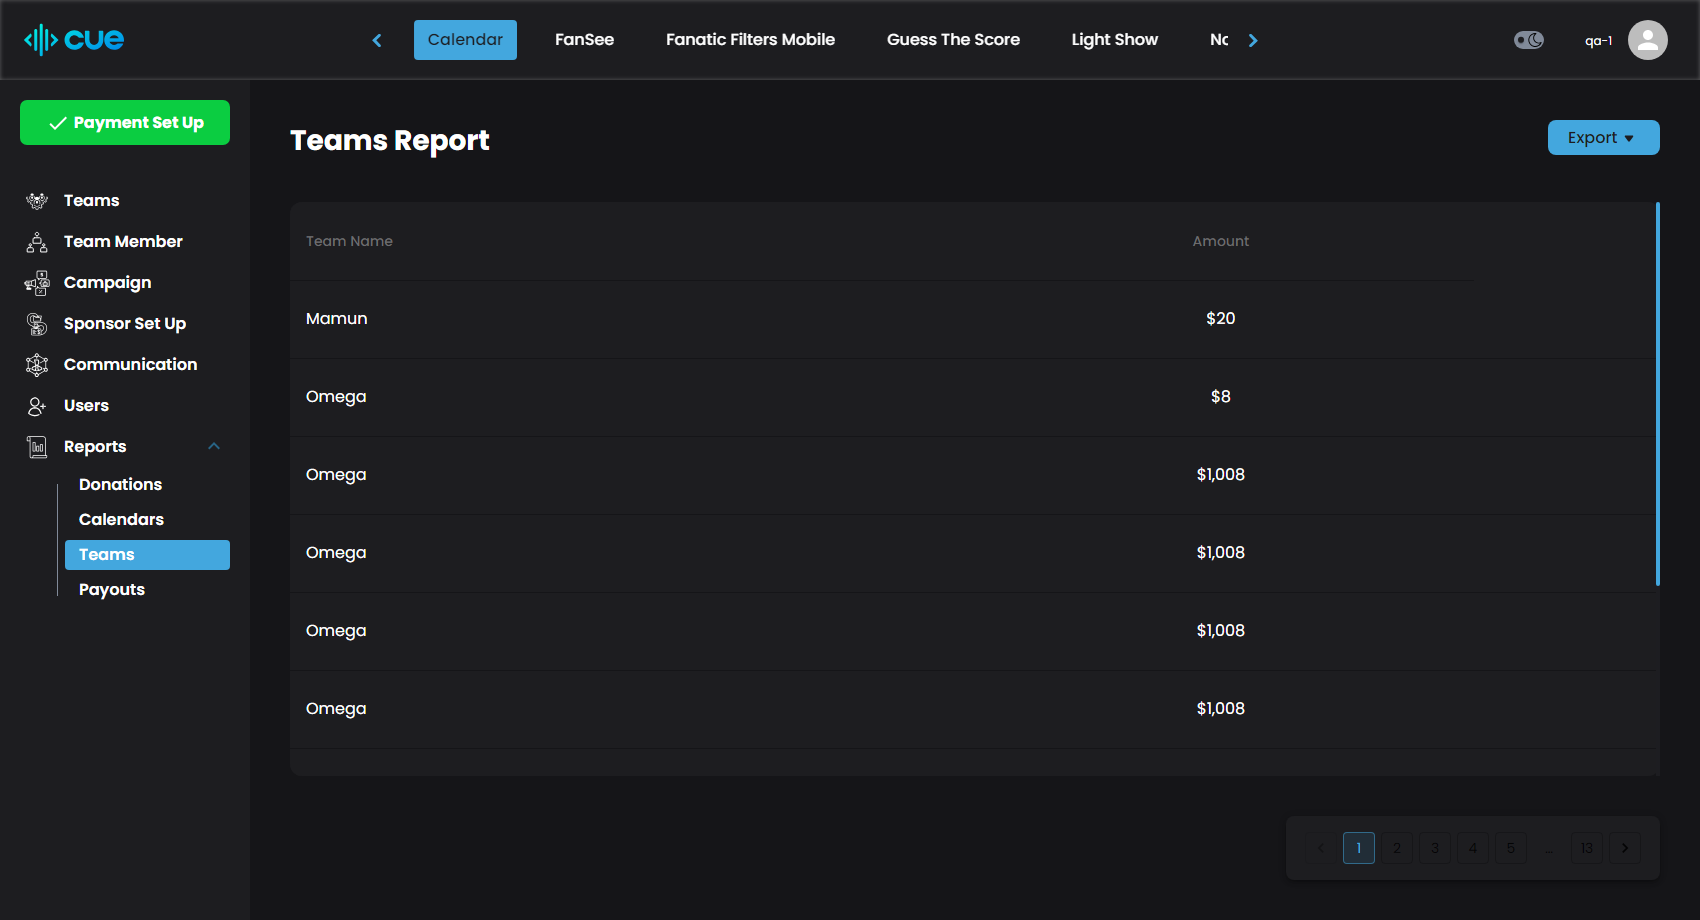 cue
Calendar
FanSee
Fanatic Filters Mobile
Guess The Score
Light Show
qa-1
Payment Set Up
Teams
Team Member
Campaign
Sponsor Set Up
Communication
Users
Reports
Donations
Calendars
Teams
Payouts
Teams Report
Export
Team Name Amount
Mamun $20
Omega $8
Omega $1,008
Omega $1,008
Omega $1,008
Omega $1,008
1 2 3 4 5 ... 13